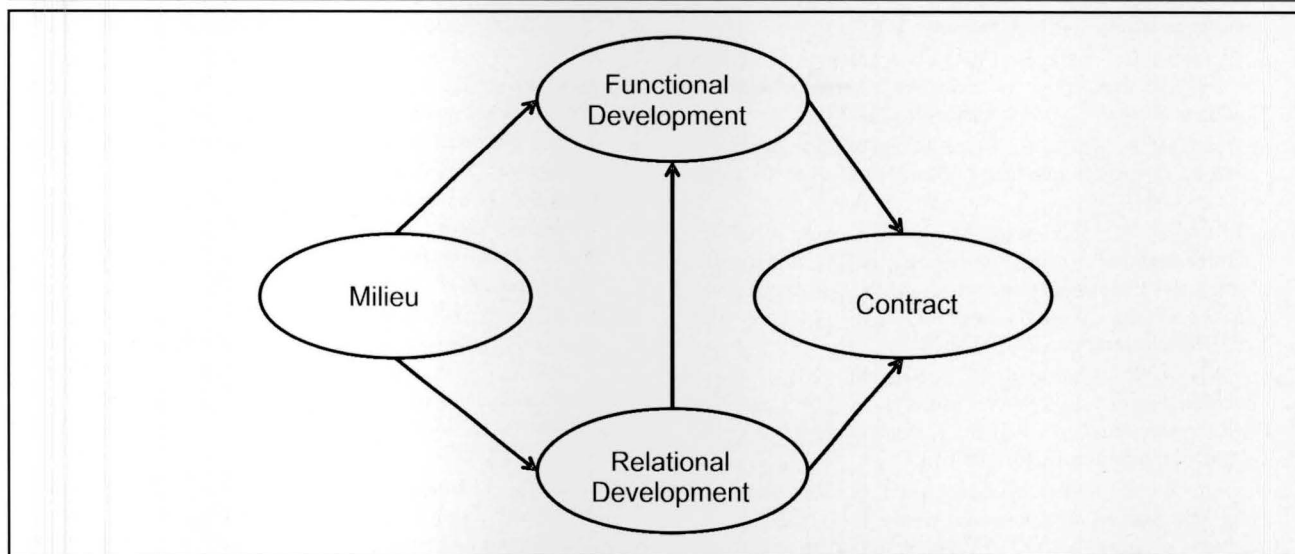 Functional
Development
Milieu
Contract
Relational
Development